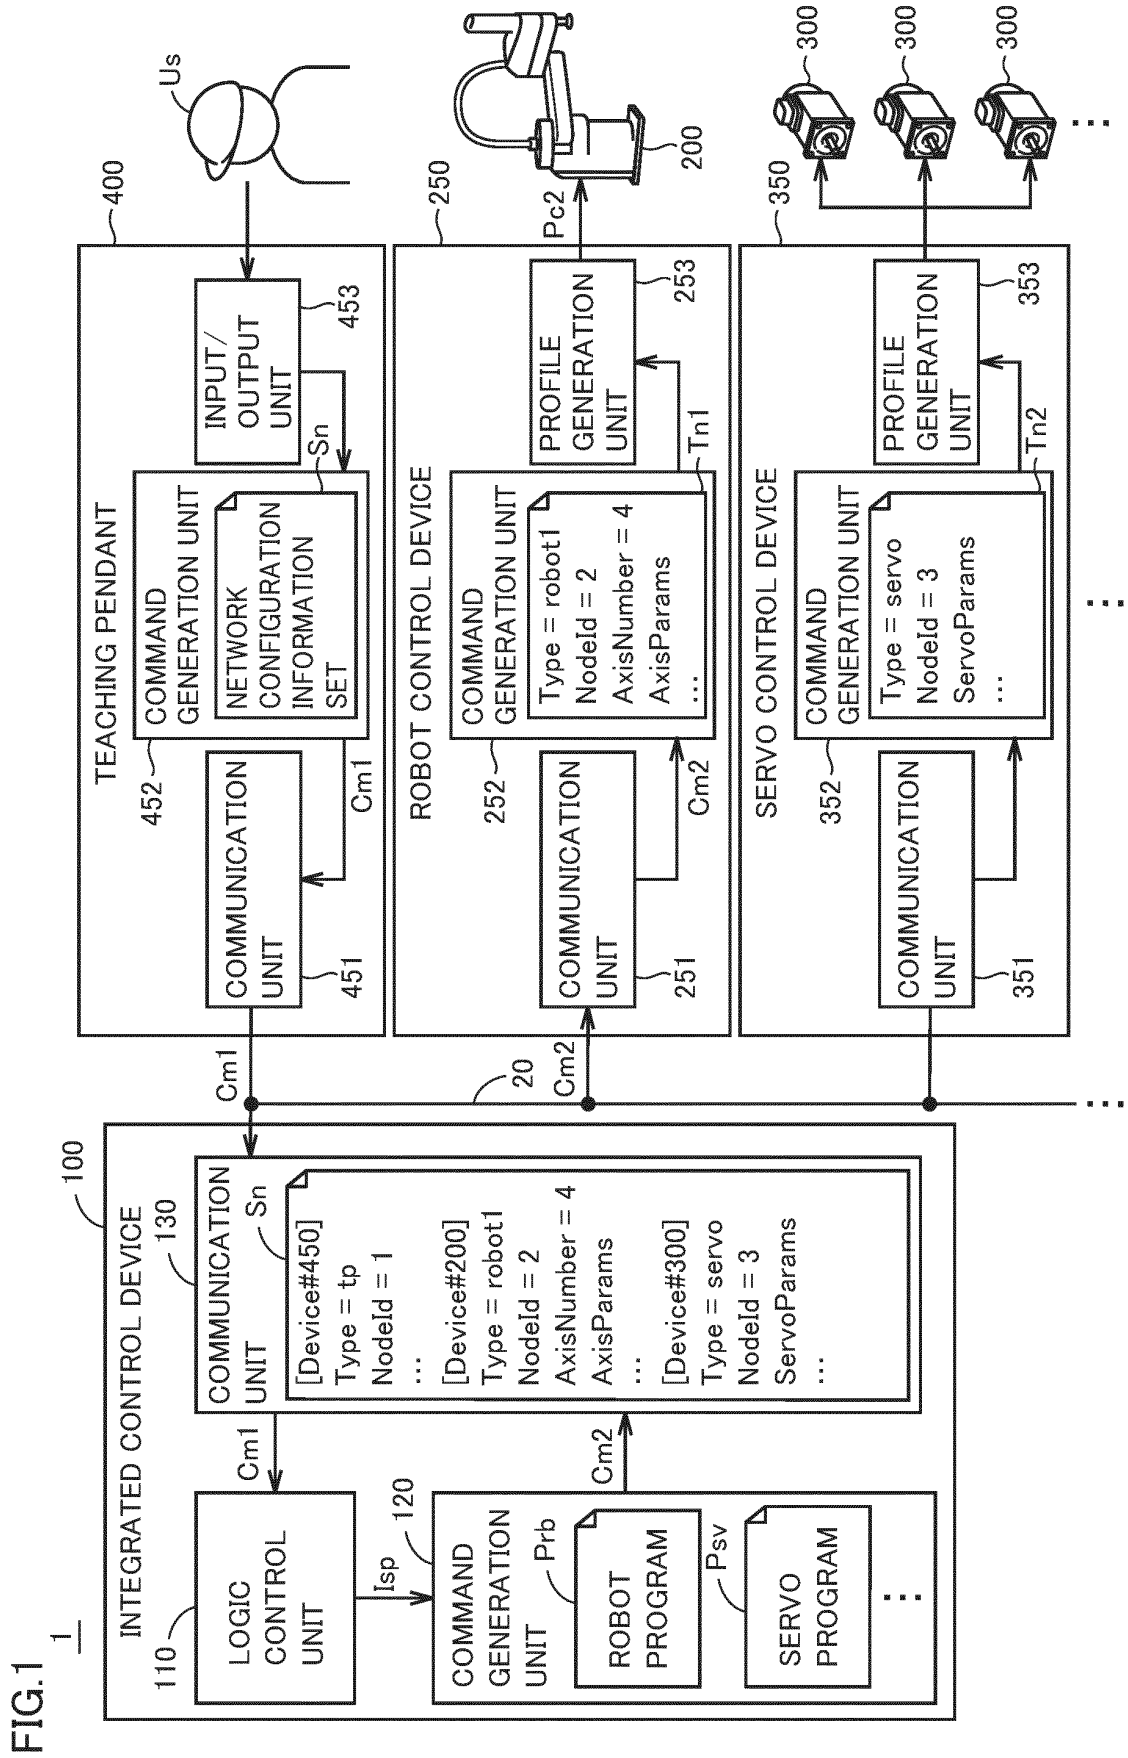 FIG.1
1
100
INTEGRATED CONTROL DEVICE
110
LOGIC
CONTROL
UNIT
Cm1
Isp
120
COMMAND
GENERATION
UNIT
Prb
ROBOT
PROGRAM
Psv
SERVO
PROGRAM
...
Cm2
130
COMMUNICATION
UNIT
Sn
[Device#450]
Type = tp
NodeId = 1
...
[Device#200]
Type = robot1
NodeId = 2
AxisNumber = 4
AxisParams
...
[Device#300]
Type = servo
NodeId = 3
ServoParams
...
Cm1
20
Cm2
...
400
TEACHING PENDANT
COMMUNICATION
UNIT
451
452
COMMAND
GENERATION UNIT
NETWORK
CONFIGURATION
INFORMATION
SET
Sn
Cm1
INPUT/
OUTPUT
UNIT
453
Us
250
ROBOT CONTROL DEVICE
COMMUNICATION
UNIT
251
252
Cm2
COMMAND
GENERATION UNIT
Type = robot1
NodeId = 2
AxisNumber = 4
AxisParams
...
Tn1
PROFILE
GENERATION
UNIT
253
Pc2
200
350
SERVO CONTROL DEVICE
COMMUNICATION
UNIT
351
352
COMMAND
GENERATION UNIT
Type = servo
NodeId = 3
ServoParams
...
Tn2
PROFILE
GENERATION
UNIT
353
300
300
300
...
...